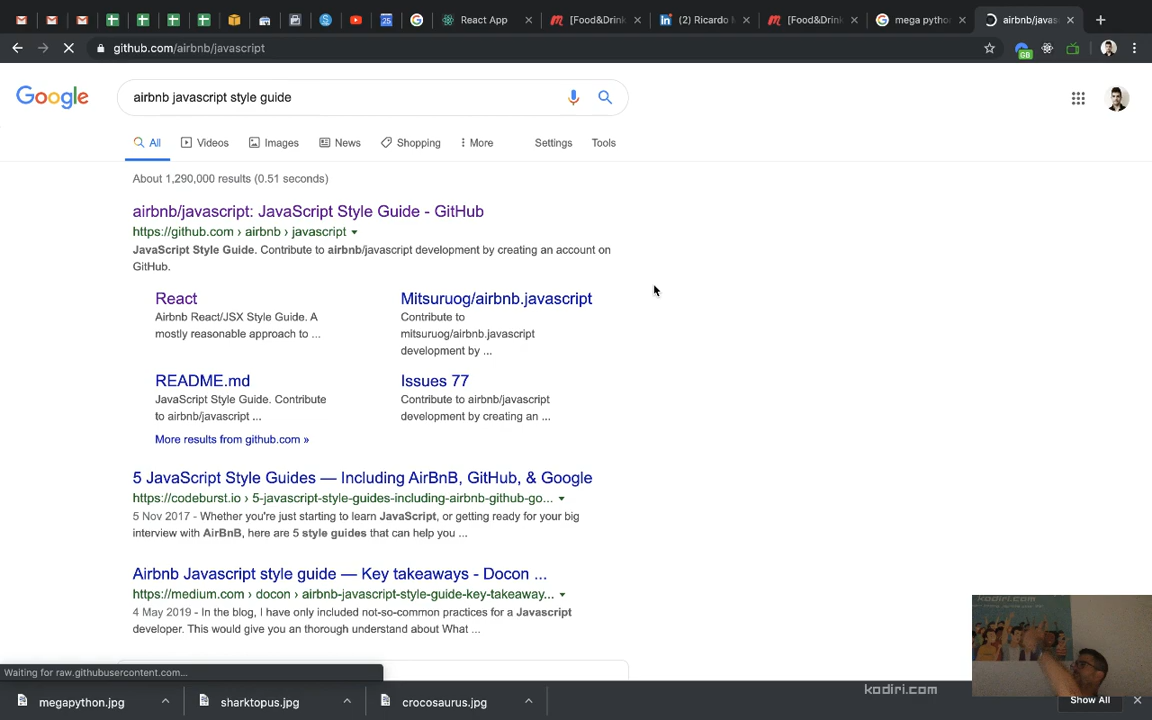 React App
[Food&Drink
(2) Ricardo M
[Food&Drink
mega python
airbnb/javas
github.com/airbnb/javascript
GB
Google
airbnb javascript style guide
All
Videos
Images
News
Shopping
More
Settings
Tools
About 1,290,000 results (0.51 seconds)
airbnb/javascript: JavaScript Style Guide - GitHub
https://github.com › airbnb › javascript
JavaScript Style Guide. Contribute to airbnb/javascript development by creating an account on
GitHub.
React
Airbnb React/JSX Style Guide. A
mostly reasonable approach to ...
Mitsuruog/airbnb.javascript
Contribute to
mitsuruog/airbnb.javascript
development by ...
README.md
JavaScript Style Guide. Contribute
to airbnb/javascript ...
Issues 77
Contribute to airbnb/javascript
development by creating an ...
More results from github.com »
5 JavaScript Style Guides — Including AirBnB, GitHub, & Google
https://codeburst.io › 5-javascript-style-guides-including-airbnb-github-go...
5 Nov 2017 - Whether you're just starting to learn JavaScript, or getting ready for your big
interview with AirBnB, here are 5 style guides that can help you ...
Airbnb Javascript style guide — Key takeaways - Docon ...
https://medium.com › docon › airbnb-javascript-style-guide-key-takeaway...
4 May 2019 - In the blog, I have only included not-so-common practices for a Javascript
developer. This would give you an thorough understand about What ...
Waiting for raw.githubusercontent.com...
megapython.jpg
sharktopus.jpg
crocosaurus.jpg
kodiri.com
kodiri.com
Show All